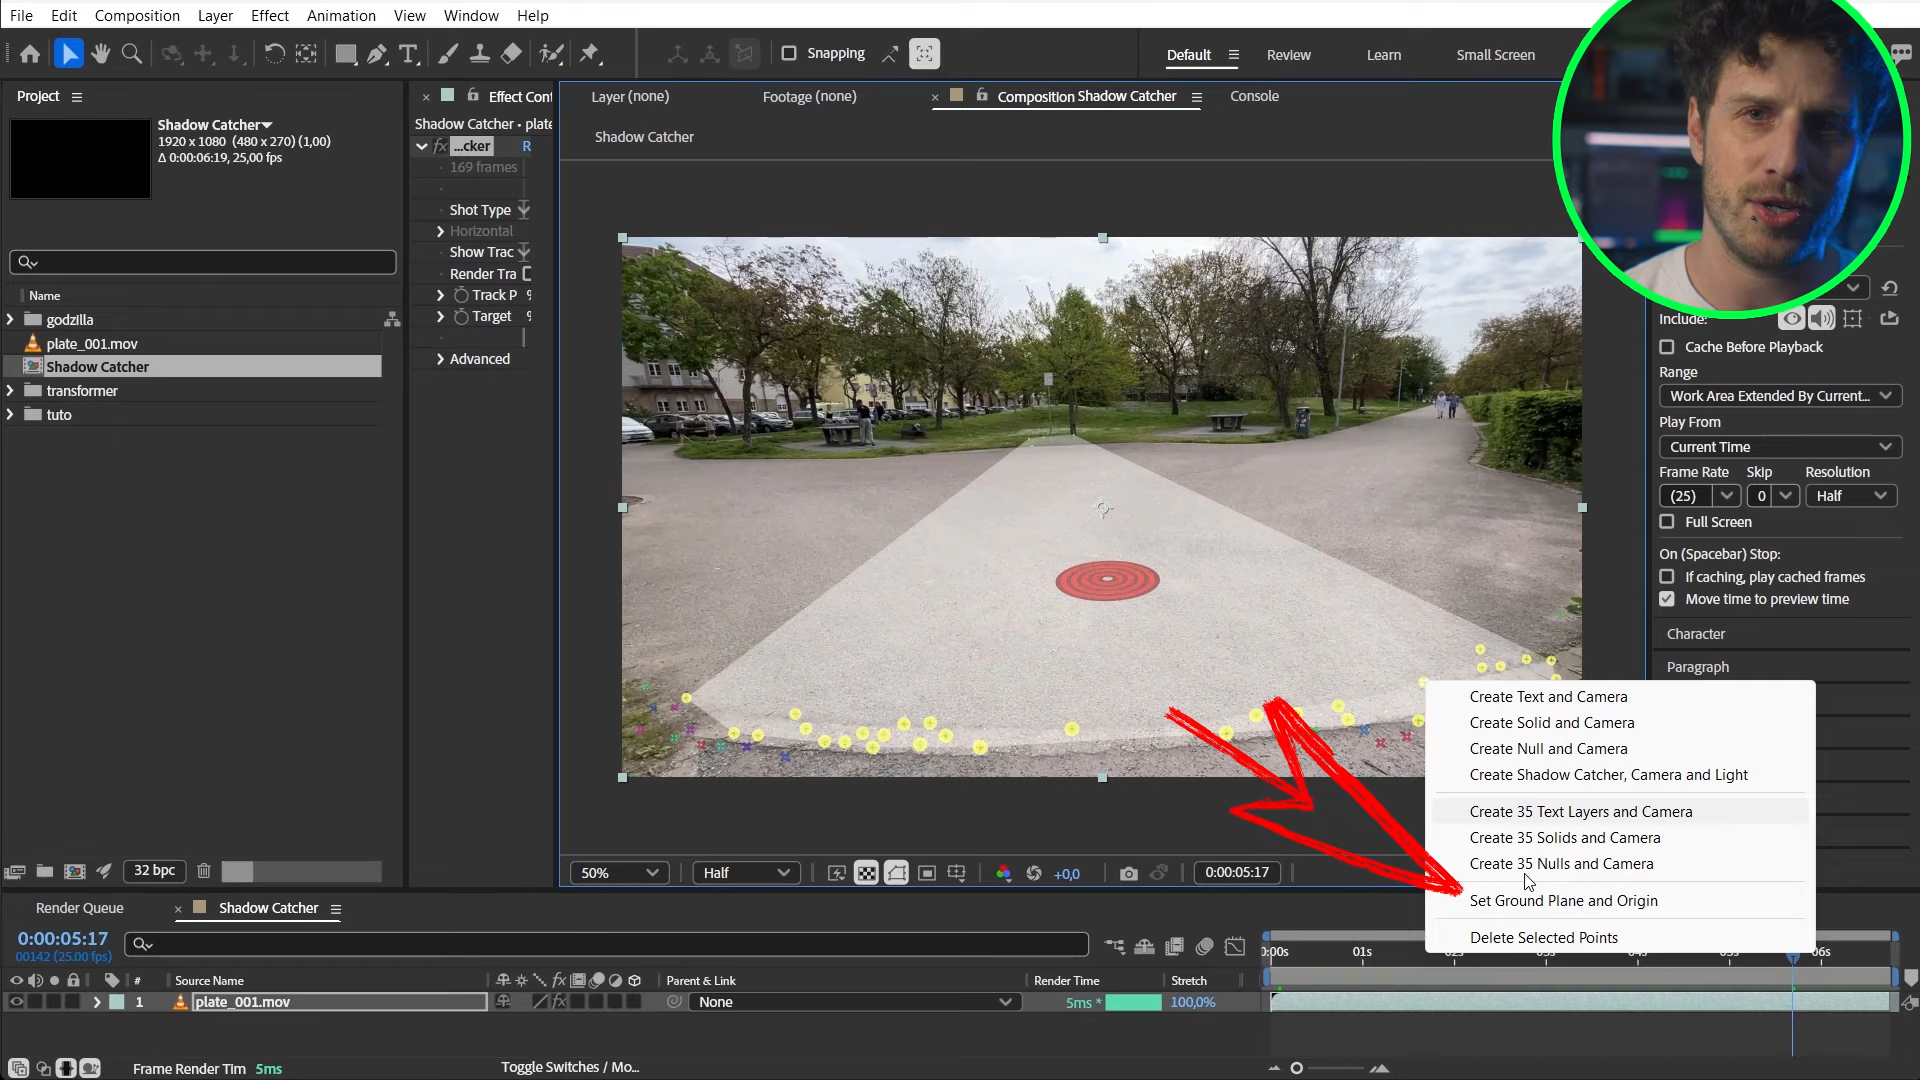 File Edit Composition Layer Effect Animation View Window Help
Snapping
Default Review Learn Small Screen
Project
Effect Cont
Layer (none) Footage (none) Composition Shadow Catcher Console
Shadow Catcher
1920 x 1080 (480 x 270) (1,00)
Δ 0:00:06:19, 25,00 fps
Shadow Catcher • plate
fx ...cker R
169 frames
Shadow Catcher
Shot Type
Horizontal
Show Trac
Render Tra
Track P
Target
Advanced
Name
godzilla
plate_001.mov
Shadow Catcher
transformer
tuto
Include:
Cache Before Playback
Range
Work Area Extended By Current...
Play From
Current Time
Frame Rate Skip Resolution
(25) 0 Half
Full Screen
On (Spacebar) Stop:
If caching, play cached frames
Move time to preview time
Character
Paragraph
Create Text and Camera
Create Solid and Camera
Create Null and Camera
Create Shadow Catcher, Camera and Light
Create 35 Text Layers and Camera
Create 35 Solids and Camera
Create 35 Nulls and Camera
Set Ground Plane and Origin
Delete Selected Points
32 bpc
50% Half +0,0 0:00:05:17
Render Queue Shadow Catcher
0:00:05:17
00142 (25.00 fps)
# Source Name fx Parent & Link Render Time Stretch
1 plate_001.mov fx None 5ms * 100,0%
:00s 01s 06s
Frame Render Tim 5ms
Toggle Switches / Mo...